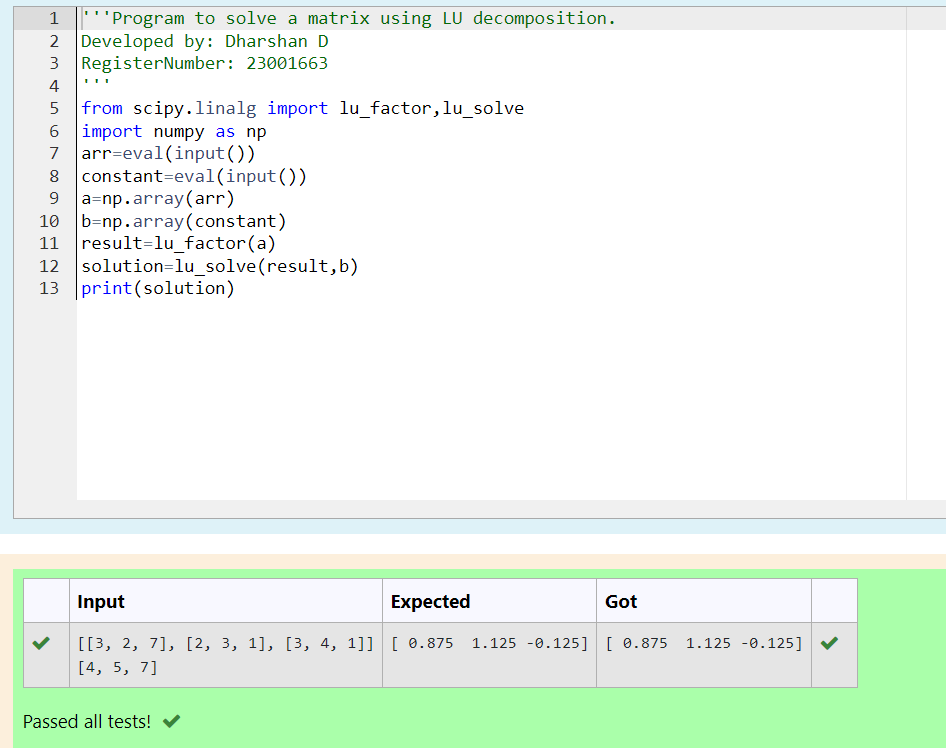 1 '''Program to solve a matrix using LU decomposition.
2 Developed by: Dharshan D
3 RegisterNumber: 23001663
4 '''
5 from scipy.linalg import lu_factor,lu_solve
6 import numpy as np
7 arr=eval(input())
8 constant=eval(input())
9 a=np.array(arr)
10 b=np.array(constant)
11 result=lu_factor(a)
12 solution=lu_solve(result,b)
13 print(solution)
Input Expected Got
[[3, 2, 7], [2, 3, 1], [3, 4, 1]] [ 0.875  1.125 -0.125] [ 0.875  1.125 -0.125]
[4, 5, 7]
Passed all tests!